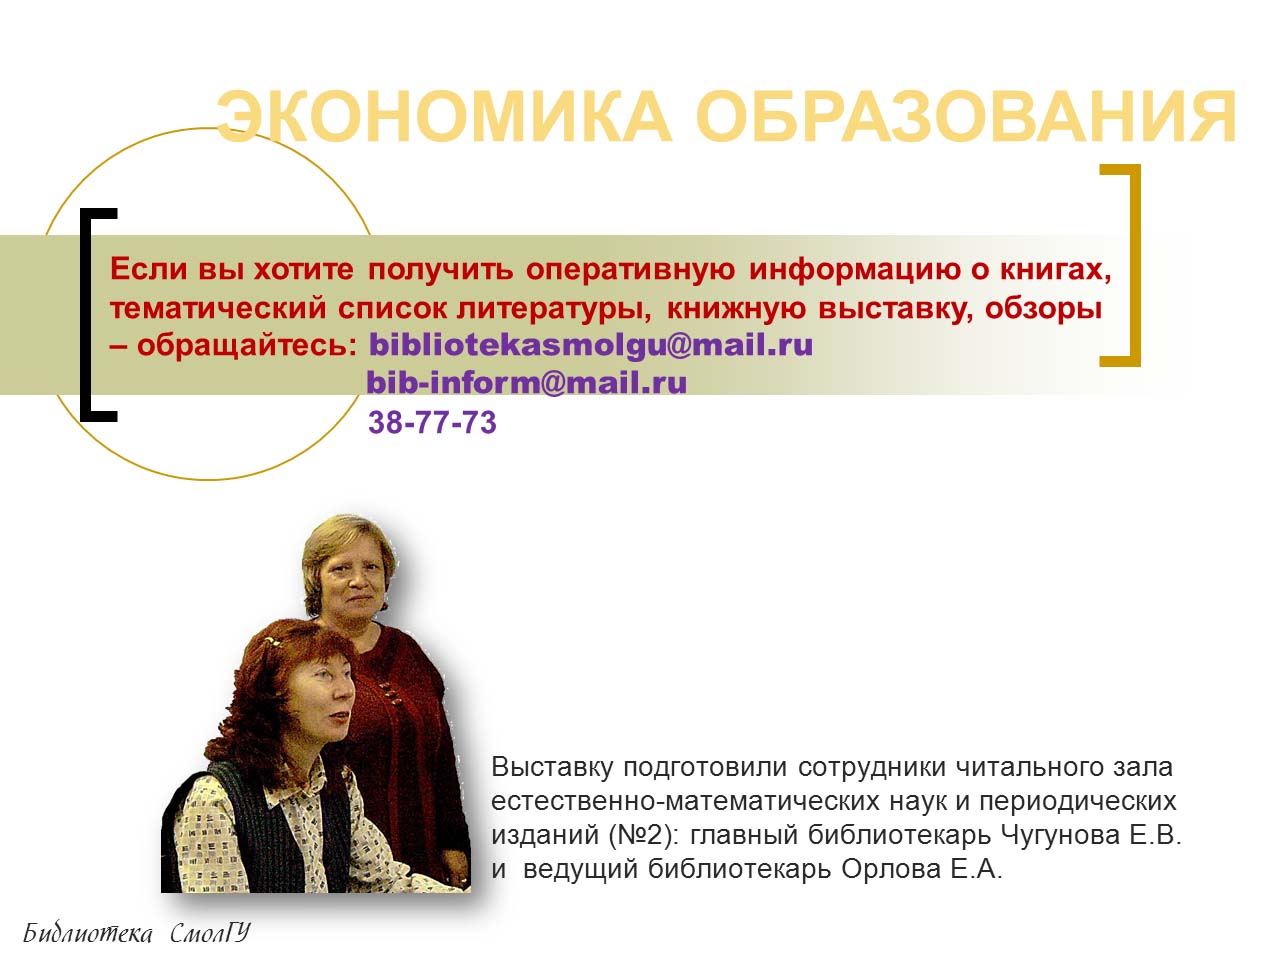 ЭКОНОМИКА ОБРАЗОВАНИЯ
Если вы хотите получить оперативную информацию о книгах,
тематический список литературы, книжную выставку, обзоры
– обращайтесь: bibliotekasmolgu@mail.ru
bib-inform@mail.ru
38-77-73
Выставку подготовили сотрудники читального зала
естественно-математических наук и периодических
изданий (№2): главный библиотекарь Чугунова Е.В.
и ведущий библиотекарь Орлова Е.А.
Библиотека СмолГУ